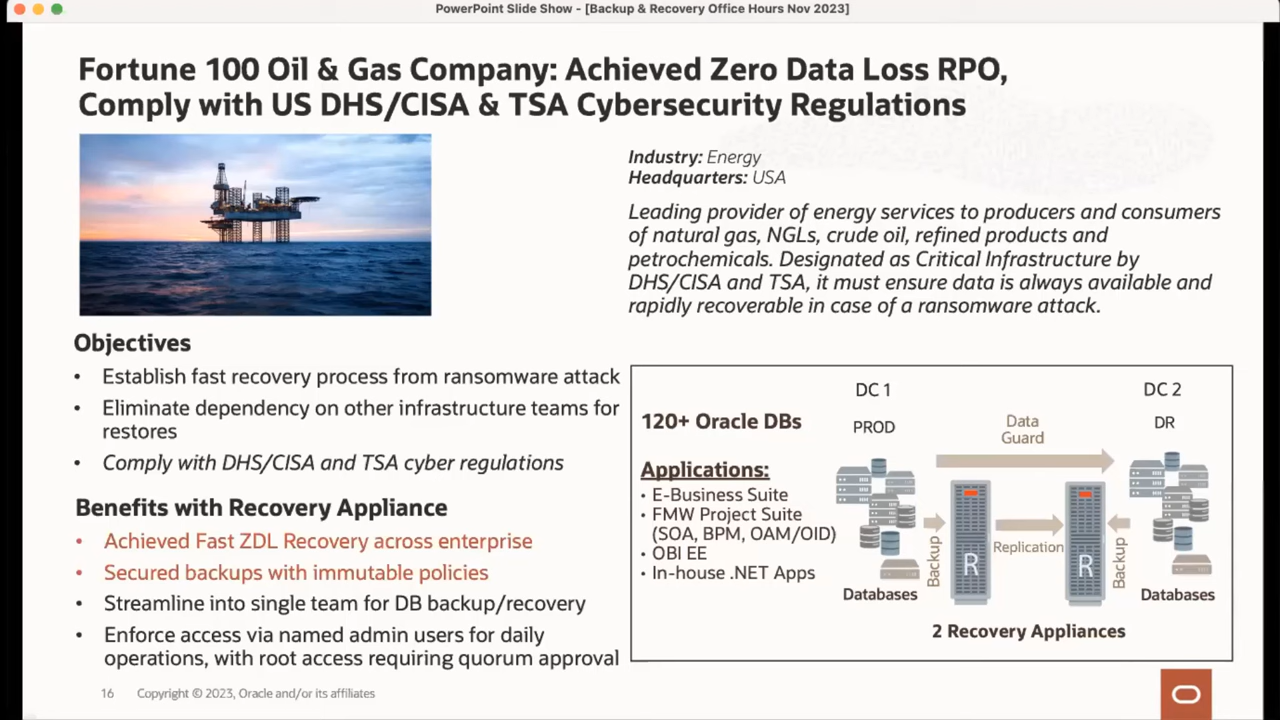 PowerPoint Slide Show - [Backup & Recovery Office Hours Nov 2023]
Fortune 100 Oil & Gas Company: Achieved Zero Data Loss RPO,
Comply with US DHS/CISA & TSA Cybersecurity Regulations
Industry: Energy
Headquarters: USA
Leading provider of energy services to producers and consumers
of natural gas, NGLs, crude oil, refined products and
petrochemicals. Designated as Critical Infrastructure by
DHS/CISA and TSA, it must ensure data is always available and
rapidly recoverable in case of a ransomware attack.
Objectives
• Establish fast recovery process from ransomware attack
• Eliminate dependency on other infrastructure teams for
restores
• Comply with DHS/CISA and TSA cyber regulations
Benefits with Recovery Appliance
• Achieved Fast ZDL Recovery across enterprise
• Secured backups with immutable policies
• Streamline into single team for DB backup/recovery
• Enforce access via named admin users for daily
operations, with root access requiring quorum approval
120+ Oracle DBs
Applications:
• E-Business Suite
• FMW Project Suite
(SOA, BPM, OAM/OID)
• OBI EE
• In-house .NET Apps
DC 1
PROD
Data
Guard
DC 2
DR
Backup
R
Replication
R
Backup
Databases
Databases
2 Recovery Appliances
16 Copyright © 2023, Oracle and/or its affiliates